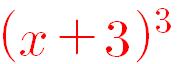 (x + 3)³